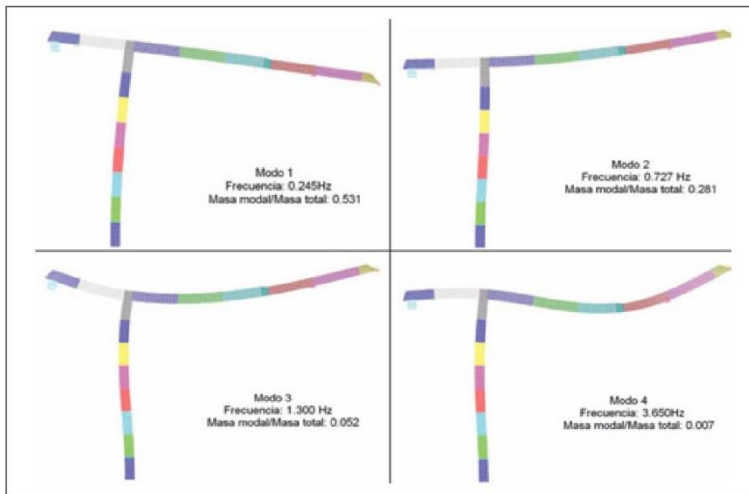 Modo 1
Frecuencia: 0.245Hz
Masa modal/Masa total: 0.531
Modo 2
Frecuencia: 0.727 Hz
Masa modal/Masa total: 0.281
Modo 3
Frecuencia: 1.300 Hz
Masa modal/Masa total: 0.052
Modo 4
Frecuencia: 3.650Hz
Masa modal/Masa total: 0.007